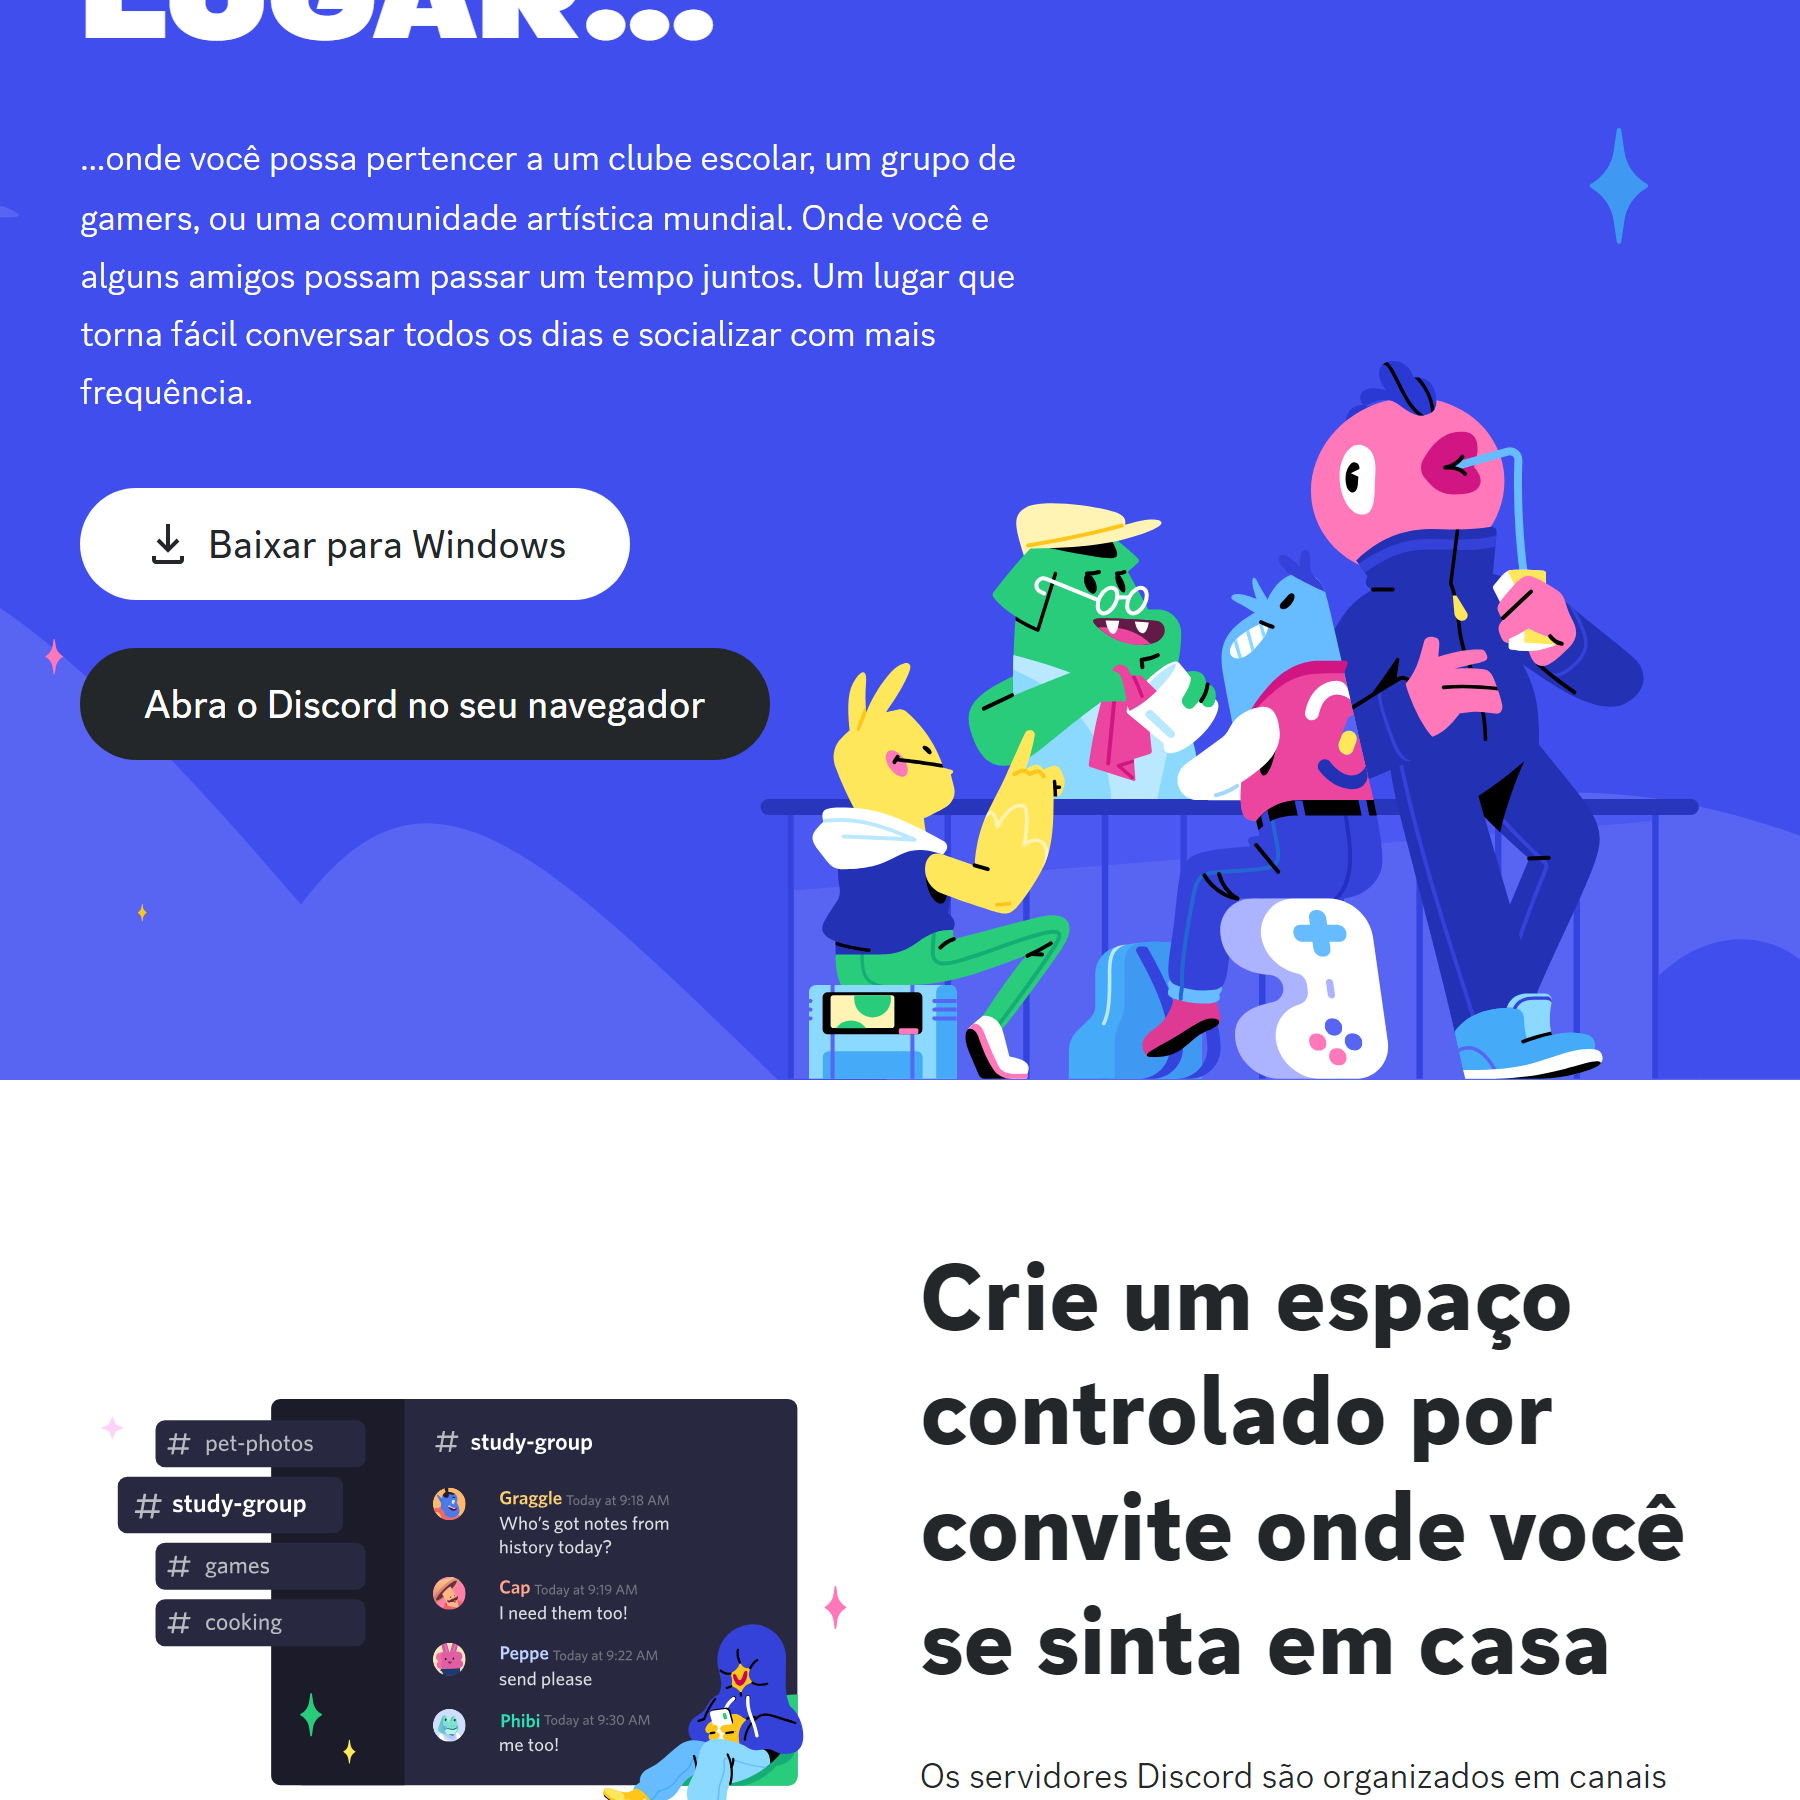 LUGAR...
...onde você possa pertencer a um clube escolar, um grupo de
gamers, ou uma comunidade artística mundial. Onde você e
alguns amigos possam passar um tempo juntos. Um lugar que
torna fácil conversar todos os dias e socializar com mais
frequência.
Baixar para Windows
Abra o Discord no seu navegador
# pet-photos
# study-group
# games
# cooking
# study-group
Graggle Today at 9:18 AM
Who's got notes from
history today?
Cap Today at 9:19 AM
I need them too!
Peppe Today at 9:22 AM
send please
Phibi Today at 9:30 AM
me too!
Crie um espaço
controlado por
convite onde você
se sinta em casa
Os servidores Discord são organizados em canais